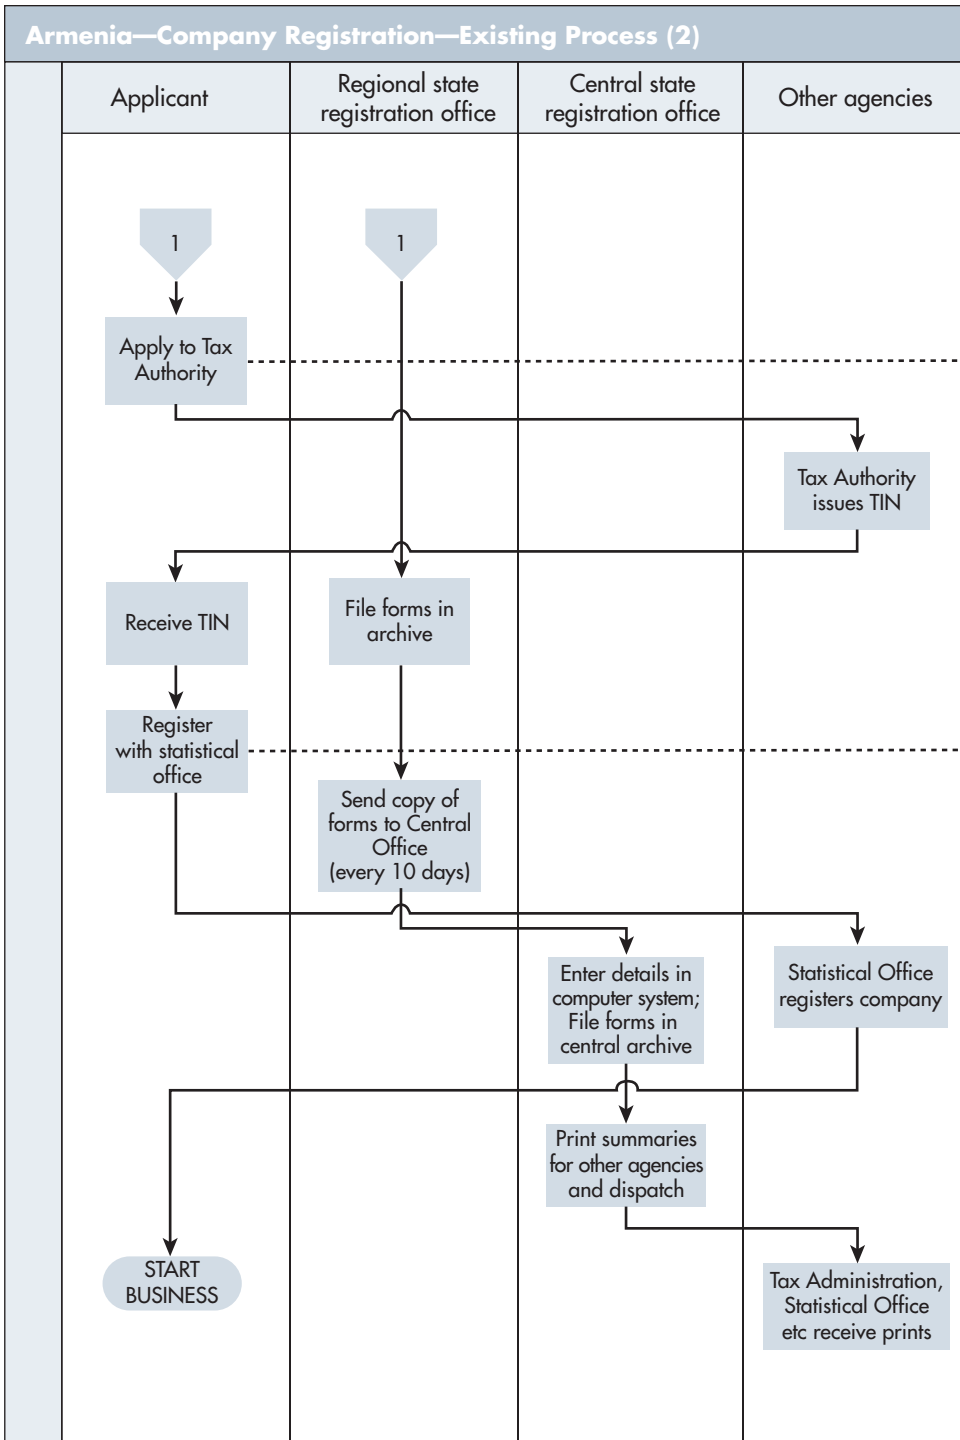 Armenia—Company Registration—Existing Process (2)
Applicant
Regional state
registration office
Central state
registration office
Other agencies
1
1
Apply to Tax
Authority
Tax Authority
issues TIN
Receive TIN
File forms in
archive
Register
with statistical
office
Send copy of
forms to Central
Office
(every 10 days)
Enter details in
computer system;
File forms in
central archive
Statistical Office
registers company
Print summaries
for other agencies
and dispatch
START
BUSINESS
Tax Administration,
Statistical Office
etc receive prints